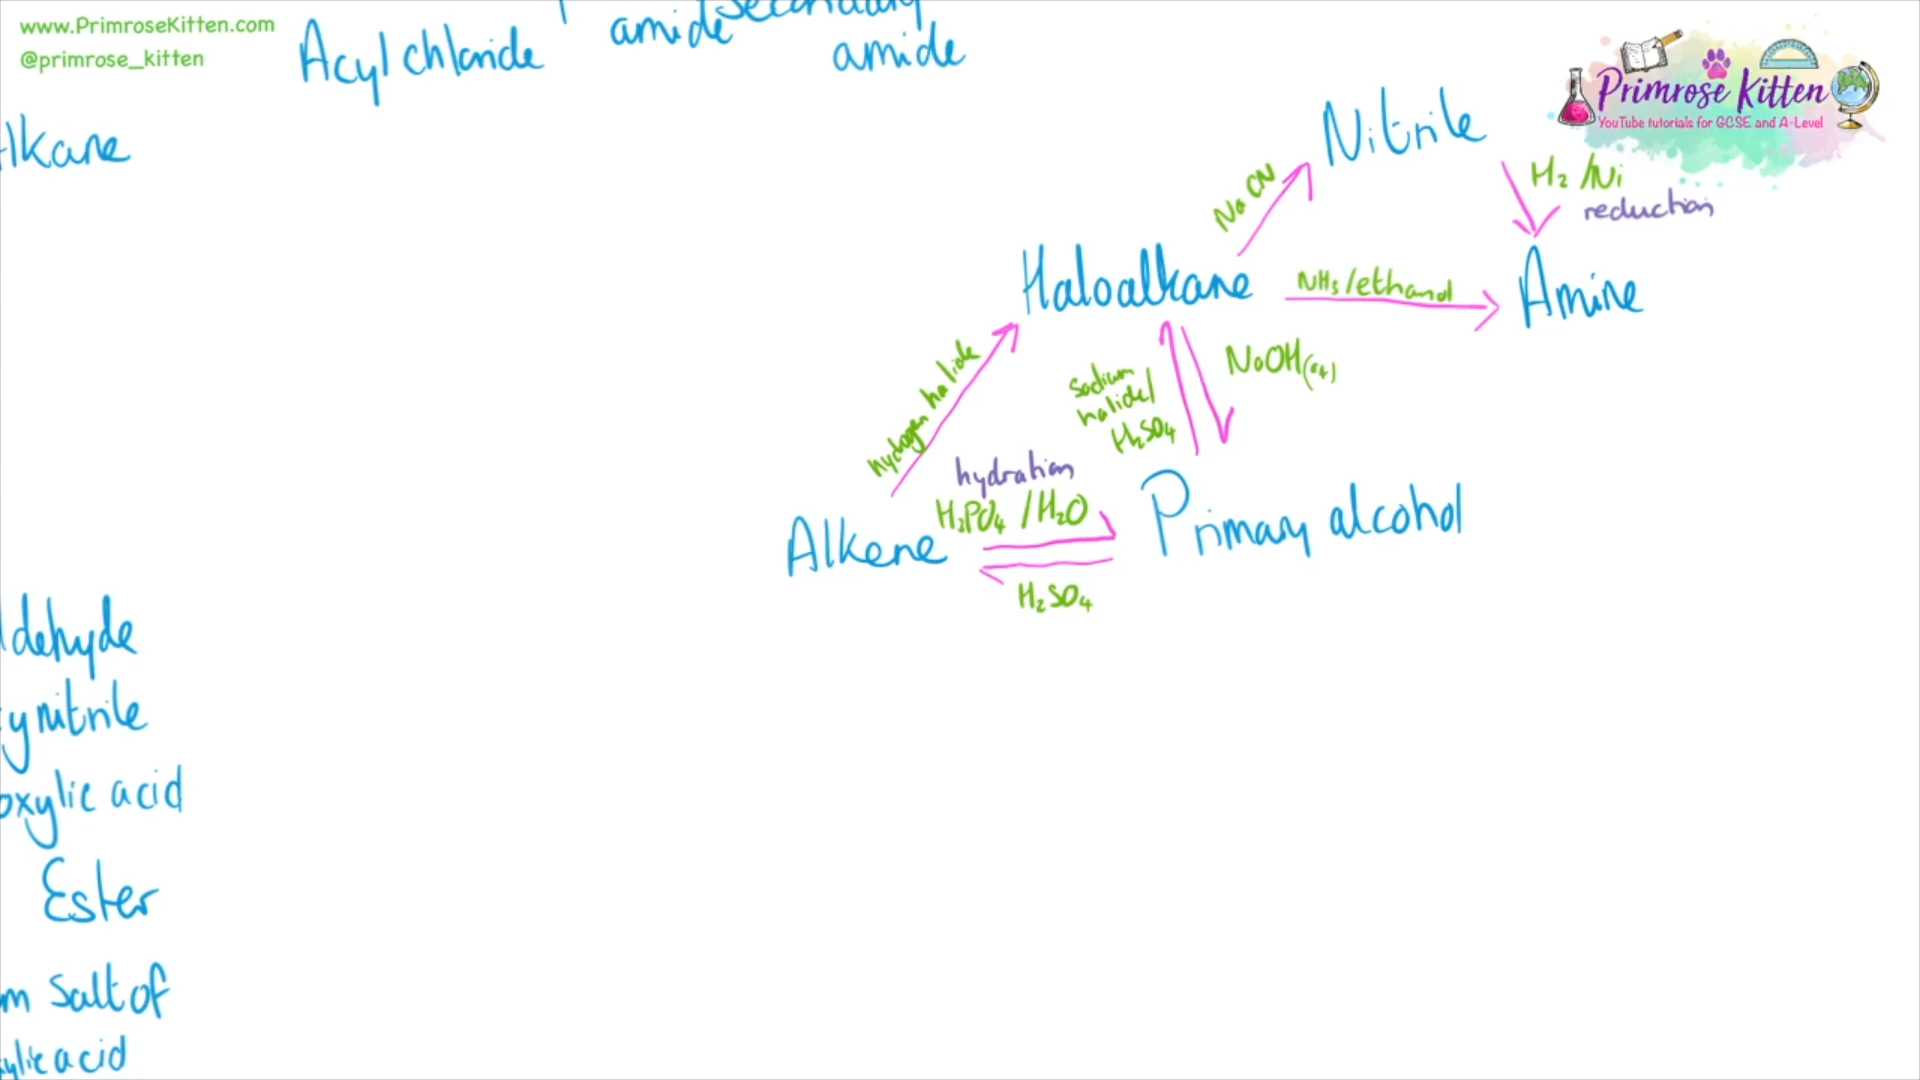 www.PrimroseKitten.com
@primrose_kitten
Acyl chloride
amide
secondary
amide
lkane
Primrose Kitten
YouTube tutorials for GCSE and A-Level
Nitrile
NaCN
H₂/Ni
reduction
Haloalkane
NH₃/ethanol
Amine
hydrogen halide
sodium
halide/
H₂SO₄
NaOH
hydration
H₃PO₄/H₂O
Alkene
Primary alcohol
H₂SO₄
ldehyde
ynitrile
oxylic acid
Ester
m salt of
ylic acid